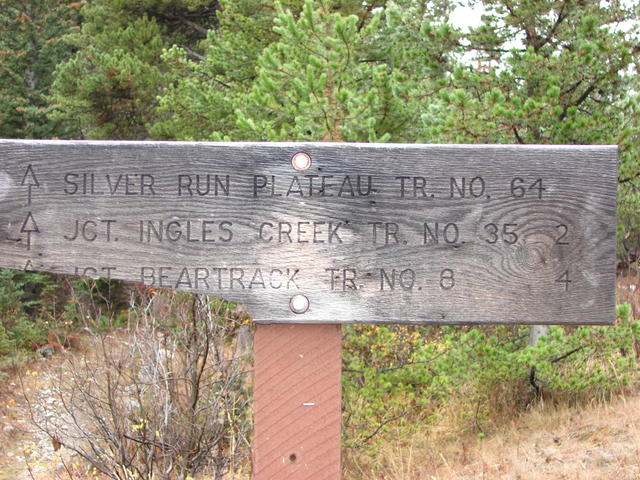 SILVER RUN PLATEAU TR. NO. 64
JCT. INGLES CREEK TR. NO. 35 2
JCT. BEARTRACK TR. NO. 8 4